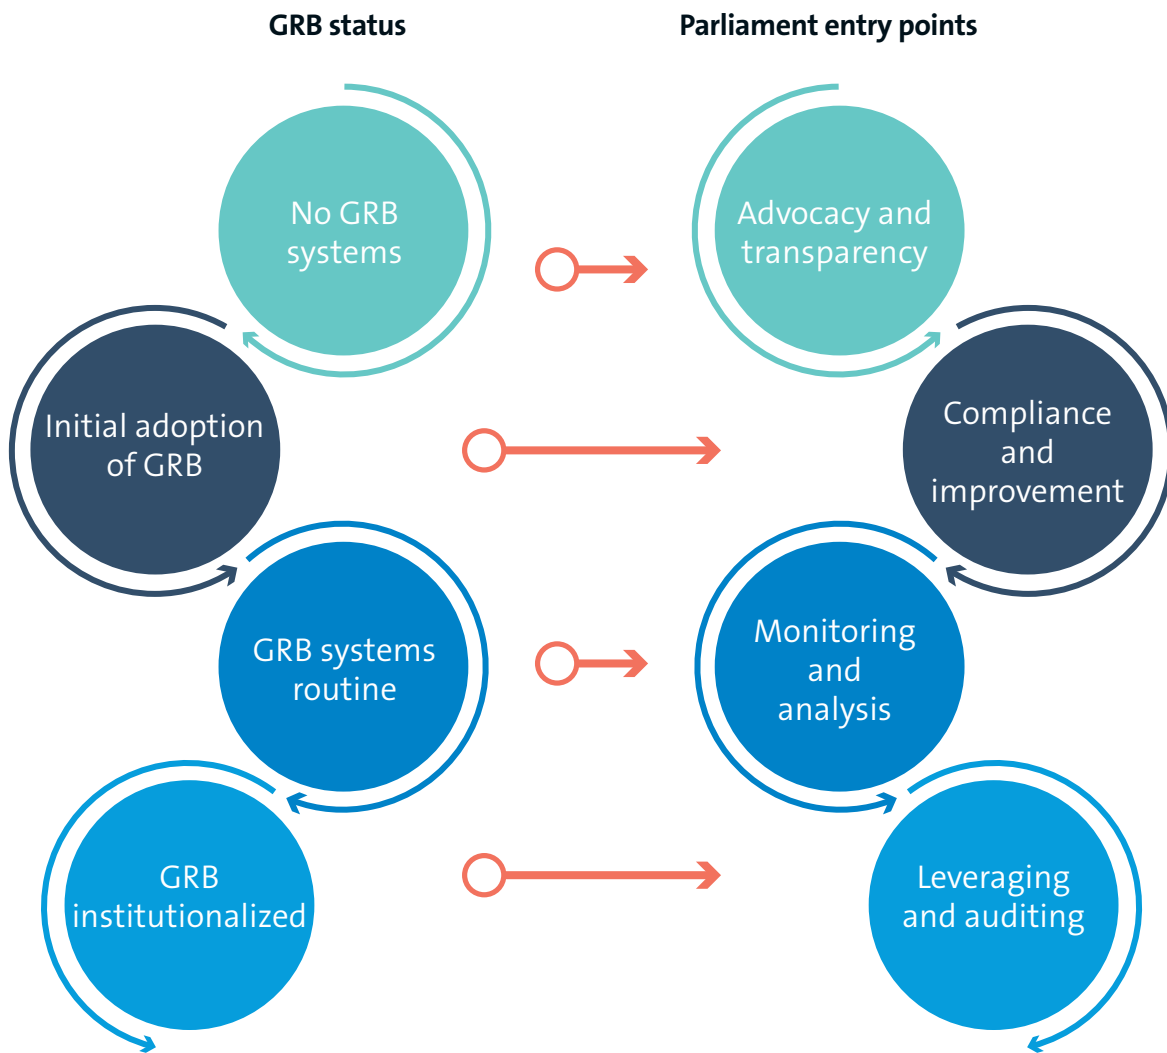 GRB status
Parliament entry points
No GRB
systems
Advocacy and
transparency
Initial adoption
of GRB
Compliance
and
improvement
GRB systems
routine
Monitoring
and
analysis
GRB
institutionalized
Leveraging
and auditing